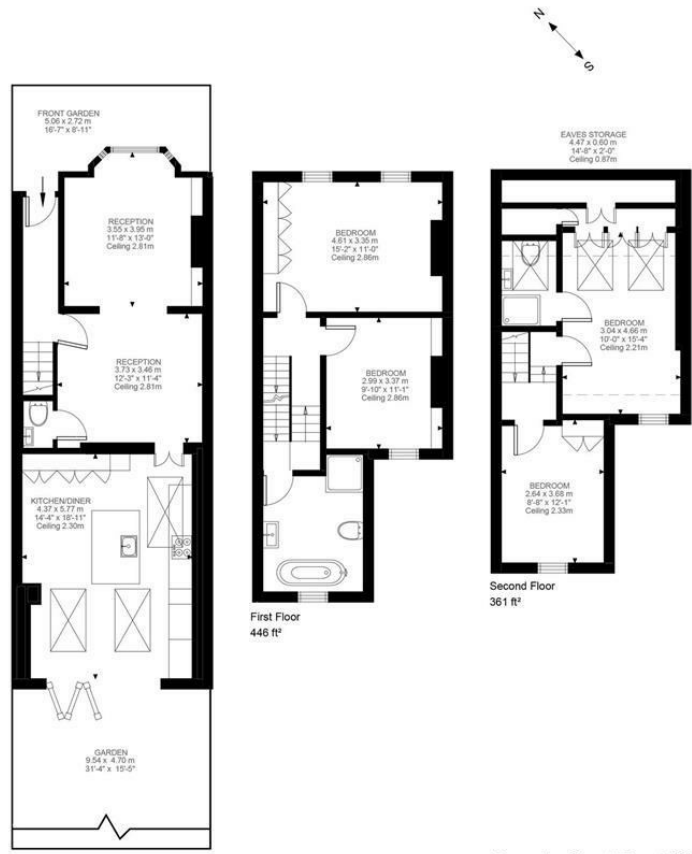 N
S
FRONT GARDEN
5.06 x 2.72 m
16'-7" x 8'-11"
RECEPTION
3.55 x 3.95 m
11'-8" x 13'-0"
Ceiling 2.81m
RECEPTION
3.73 x 3.46 m
12'-3" x 11'-4"
Ceiling 2.81m
KITCHEN/DINER
4.37 x 5.77 m
14'-4" x 18'-11"
Ceiling 2.30m
GARDEN
9.54 x 4.70 m
31'-4" x 15'-5"
BEDROOM
4.61 x 3.35 m
15'-2" x 11'-0"
Ceiling 2.86m
BEDROOM
2.99 x 3.37 m
9'-10" x 11'-1"
Ceiling 2.86m
First Floor
446 ft²
EAVES STORAGE
4.47 x 0.60 m
14'-8" x 2'-0"
Ceiling 0.87m
BEDROOM
3.04 x 4.66 m
10'-0" x 15'-4"
Ceiling 2.21m
BEDROOM
2.64 x 3.68 m
8'-8" x 12'-1"
Ceiling 2.33m
Second Floor
361 ft²